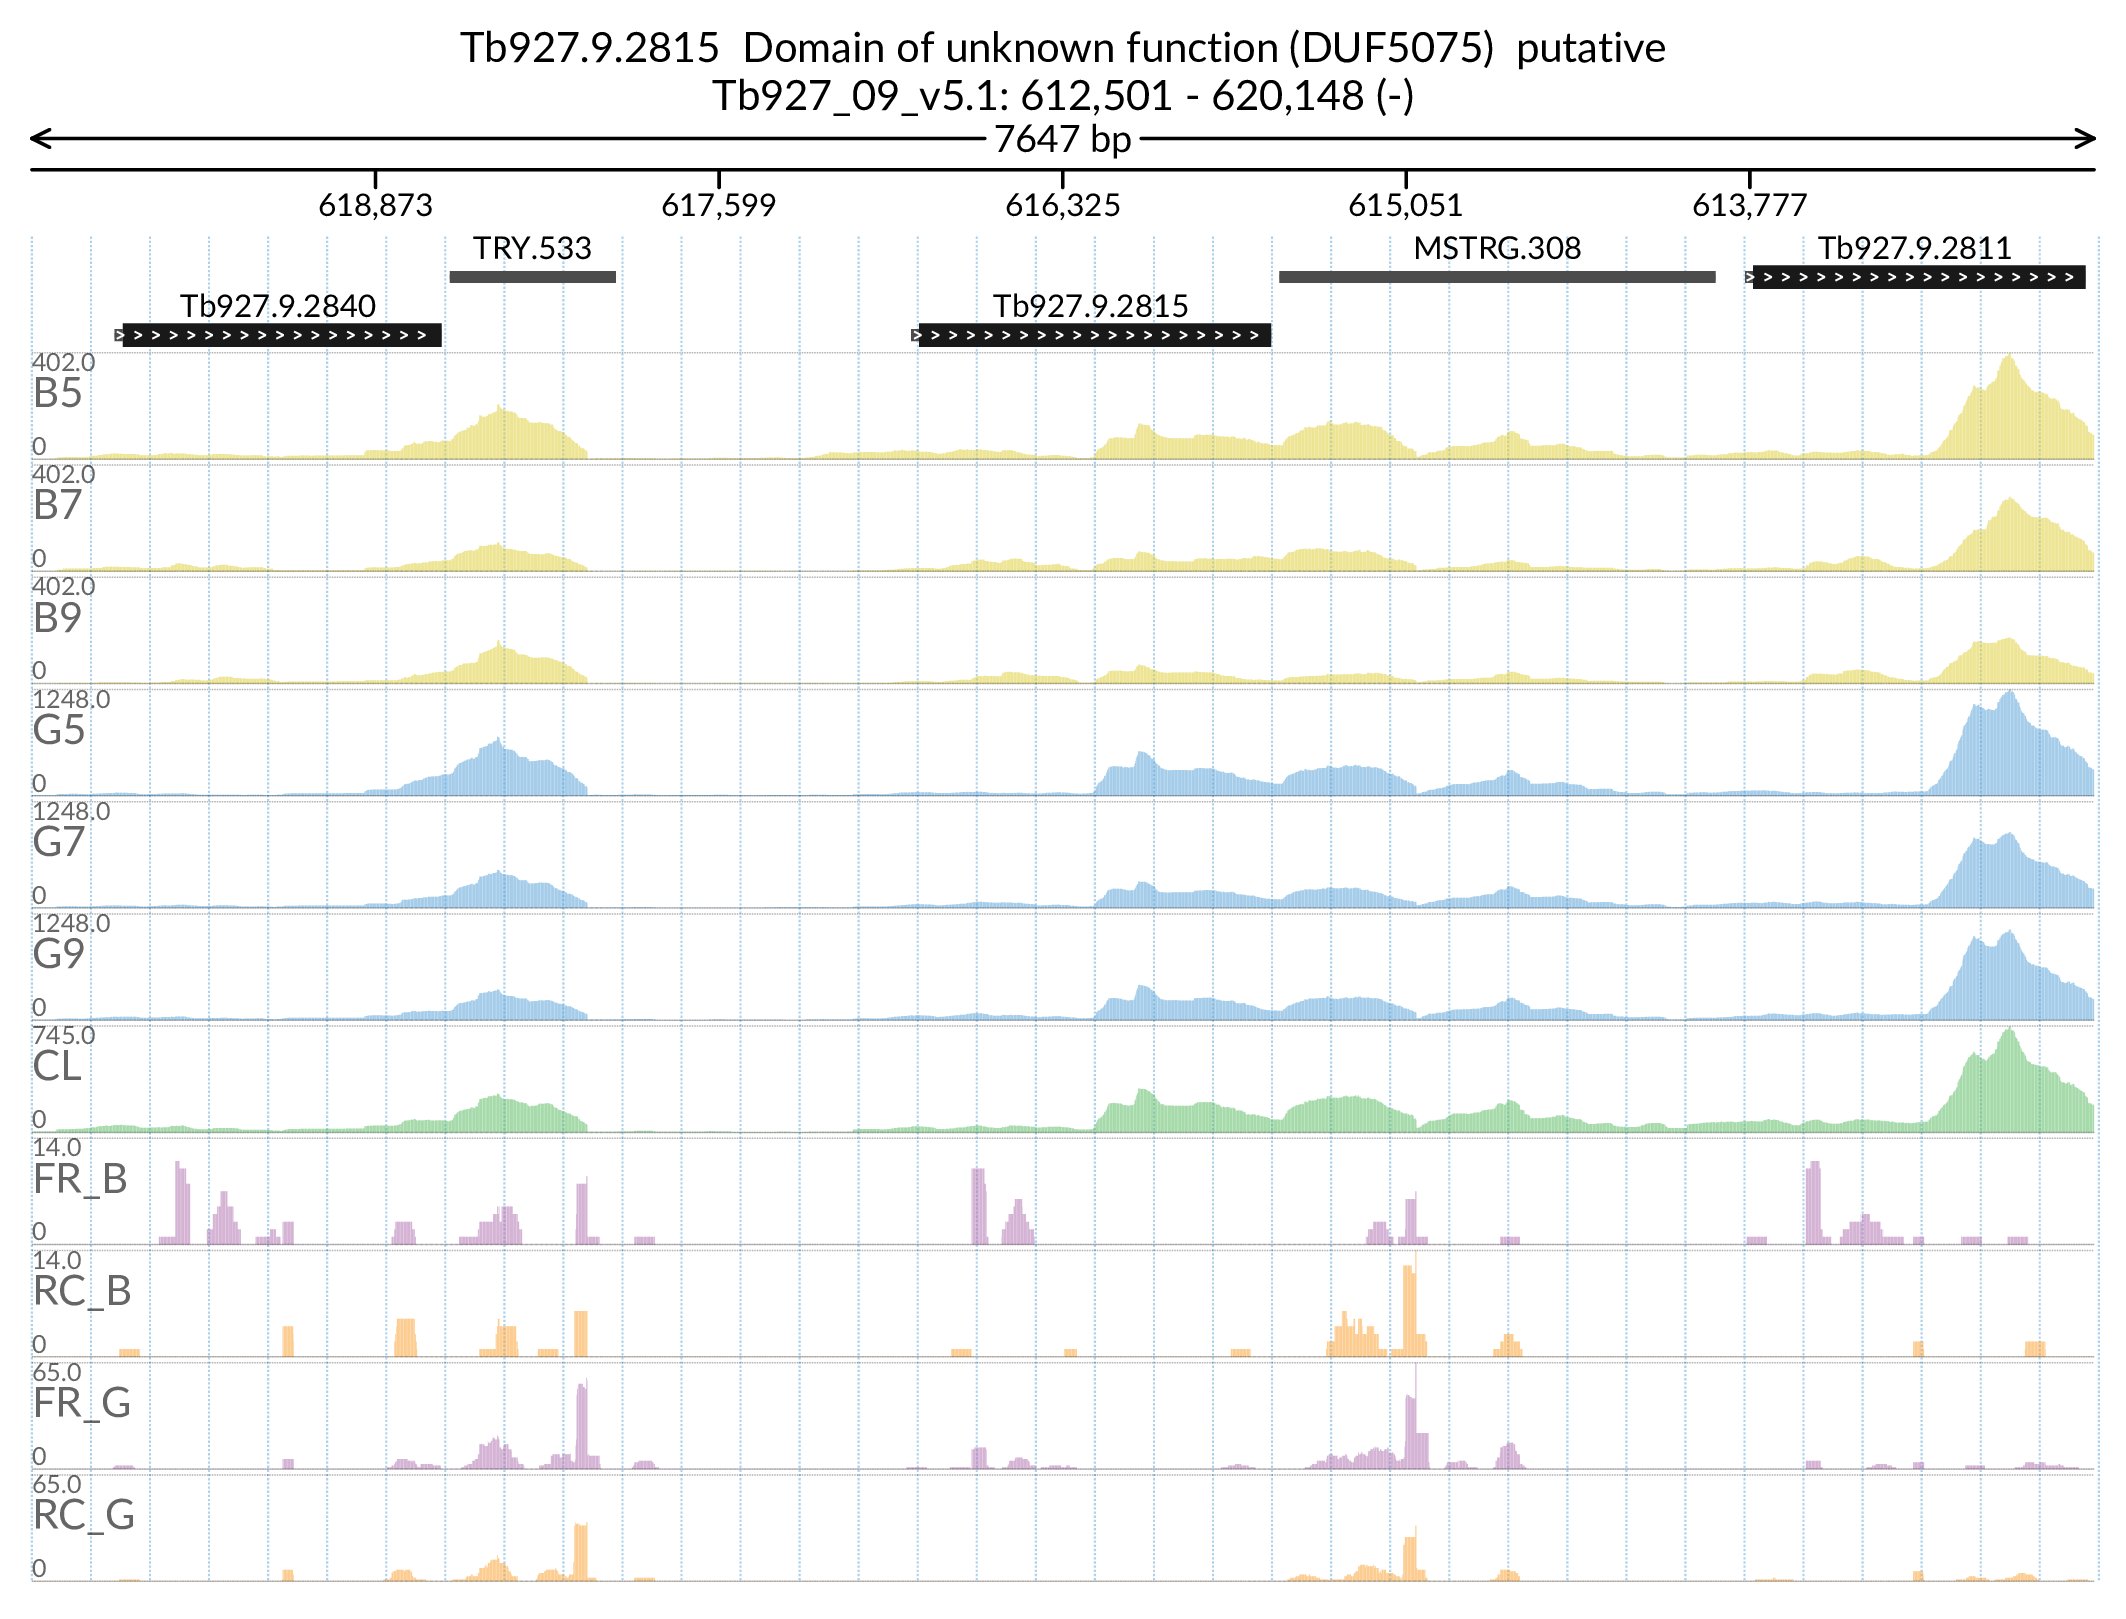 Tb927.9.2815  Domain of unknown function (DUF5075)  putative
Tb927_09_v5.1: 612,501 - 620,148 (-)
7647 bp
618,873 617,599 616,325 615,051 613,777
TRY.533 MSTRG.308 Tb927.9.2811
Tb927.9.2840 Tb927.9.2815
402.0
B5
0
402.0
B7
0
402.0
B9
0
1248.0
G5
0
1248.0
G7
0
1248.0
G9
0
745.0
CL
0
14.0
FR_B
0
14.0
RC_B
0
65.0
FR_G
0
65.0
RC_G
0